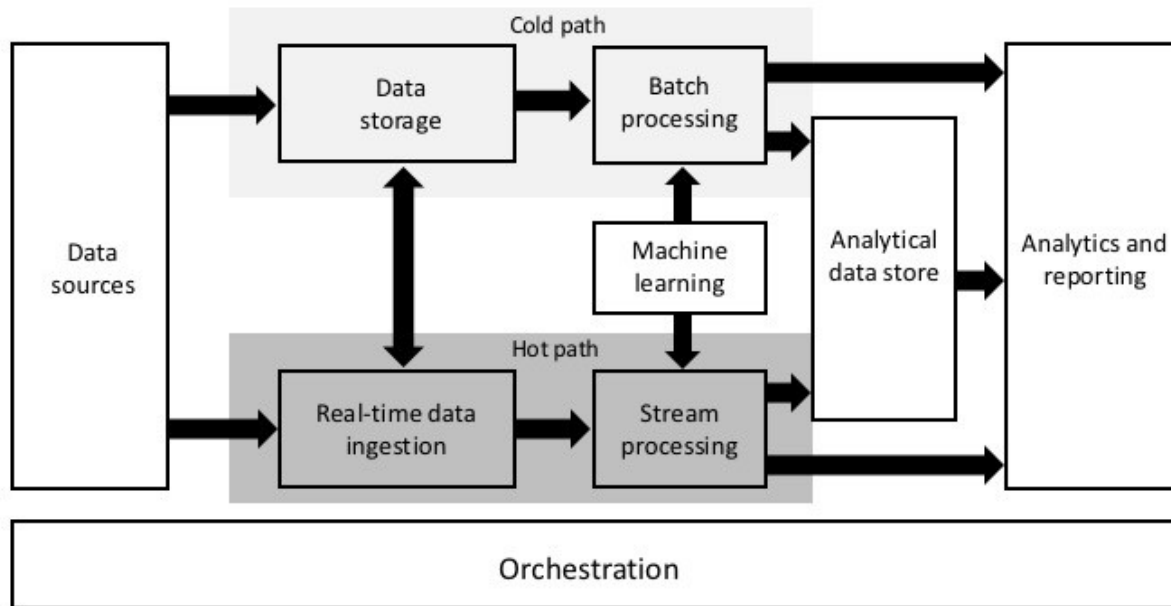 Cold path
Data
storage
Batch
processing
Data
sources
Machine
learning
Analytical
data store
Analytics and
reporting
Hot path
Real-time data
ingestion
Stream
processing
Orchestration